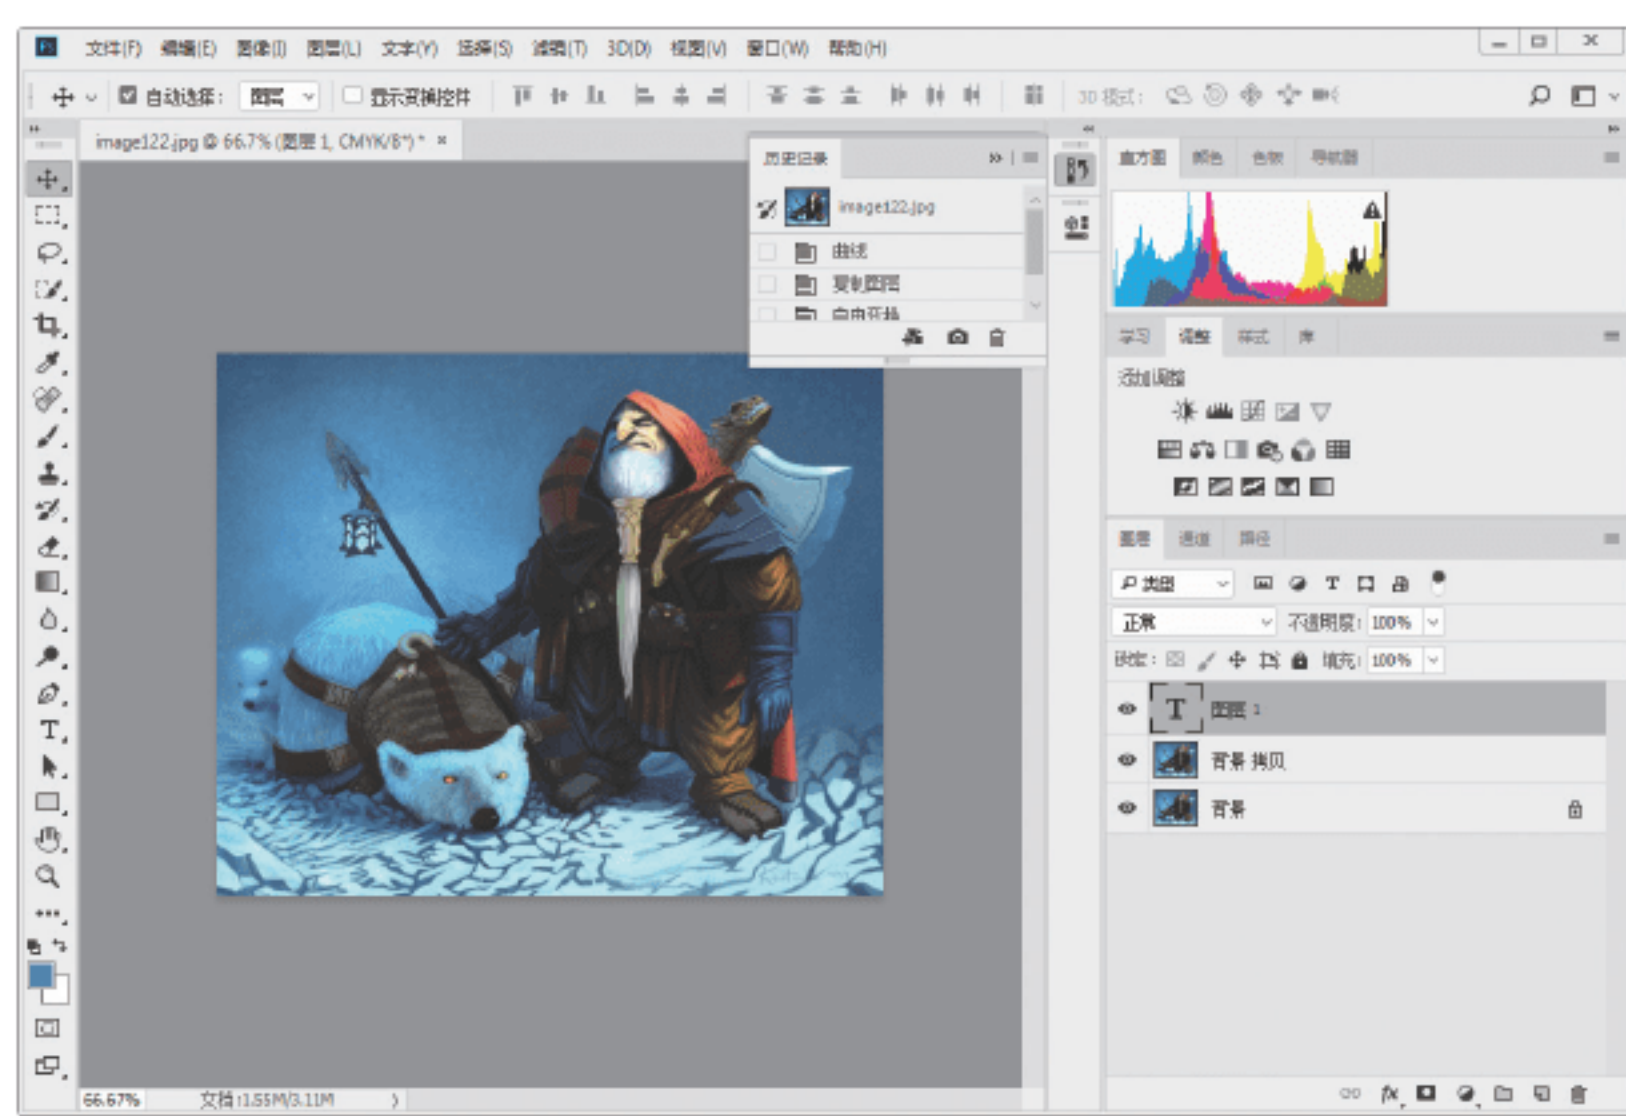 Ps 文件(F) 编辑(E) 图像(I) 图层(L) 文字(Y) 选择(S) 滤镜(T) 3D(D) 视图(V) 窗口(W) 帮助(H)
自动选择： 图层 显示变换控件 3D 模式：
image122.jpg @ 66.7% (图层 1, CMYK/8*) * ×
历史记录
image122.jpg
曲线
复制图层
自由变换
直方图 颜色 色板 导航器
学习 调整 样式 库
添加调整
图层 通道 路径
类型
正常 不透明度： 100%
锁定： 填充： 100%
T 图层 1
背景 拷贝
背景
66.67% 文档:1.55M/3.11M